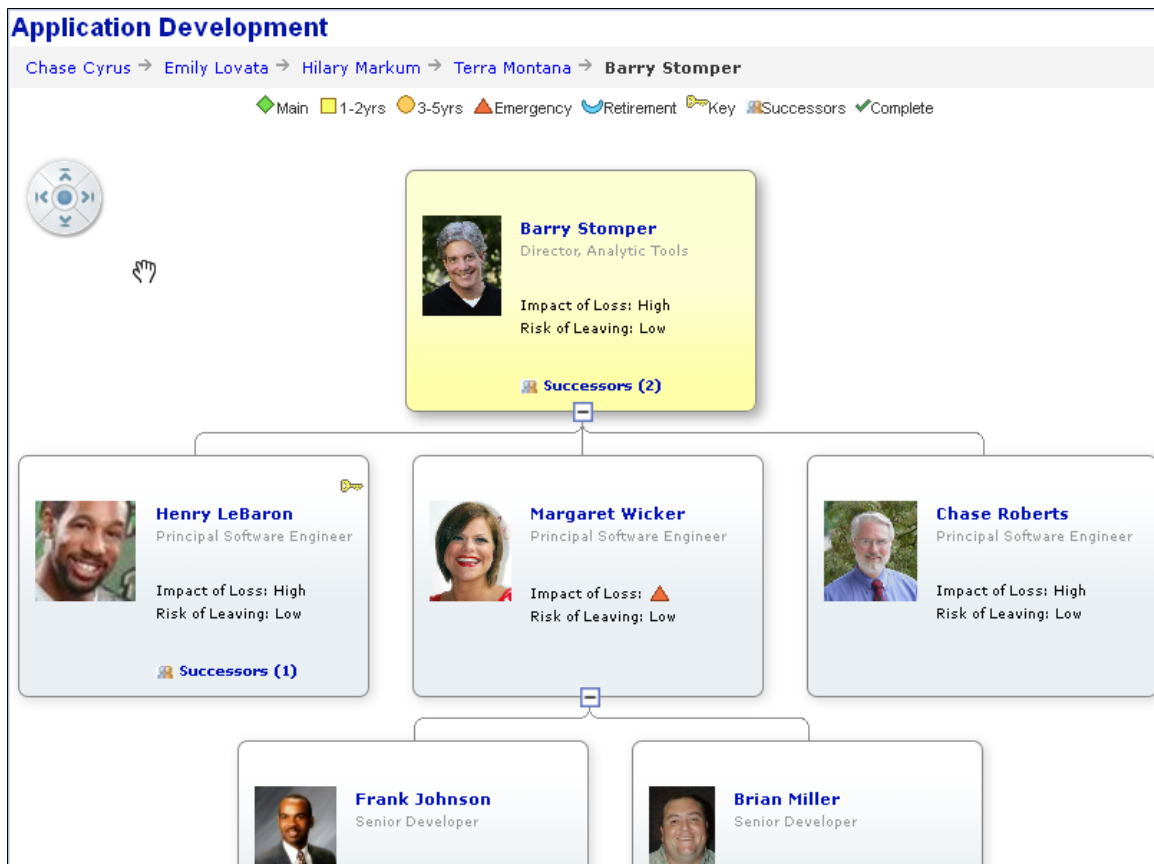 Application Development
Chase Cyrus Emily Lovata Hilary Markum Terra Montana Barry Stomper
Main 1-2yrs 3-5yrs Emergency Retirement Key Successors Complete
Barry Stomper
Director, Analytic Tools
Impact of Loss: High
Risk of Leaving: Low
Successors (2)
Henry LeBaron
Principal Software Engineer
Impact of Loss: High
Risk of Leaving: Low
Successors (1)
Margaret Wicker
Principal Software Engineer
Impact of Loss:
Risk of Leaving: Low
Chase Roberts
Principal Software Engineer
Impact of Loss: High
Risk of Leaving: Low
Frank Johnson
Senior Developer
Brian Miller
Senior Developer